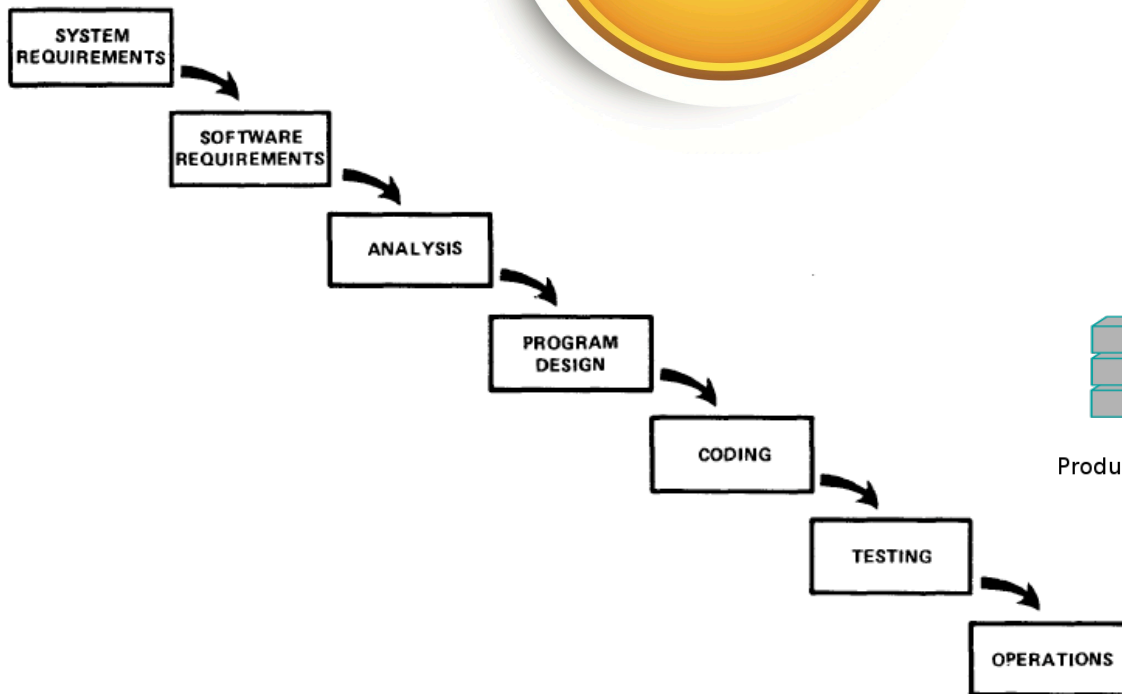 SYSTEM
REQUIREMENTS
SOFTWARE
REQUIREMENTS
ANALYSIS
PROGRAM
DESIGN
CODING
Produ
TESTING
OPERATIONS